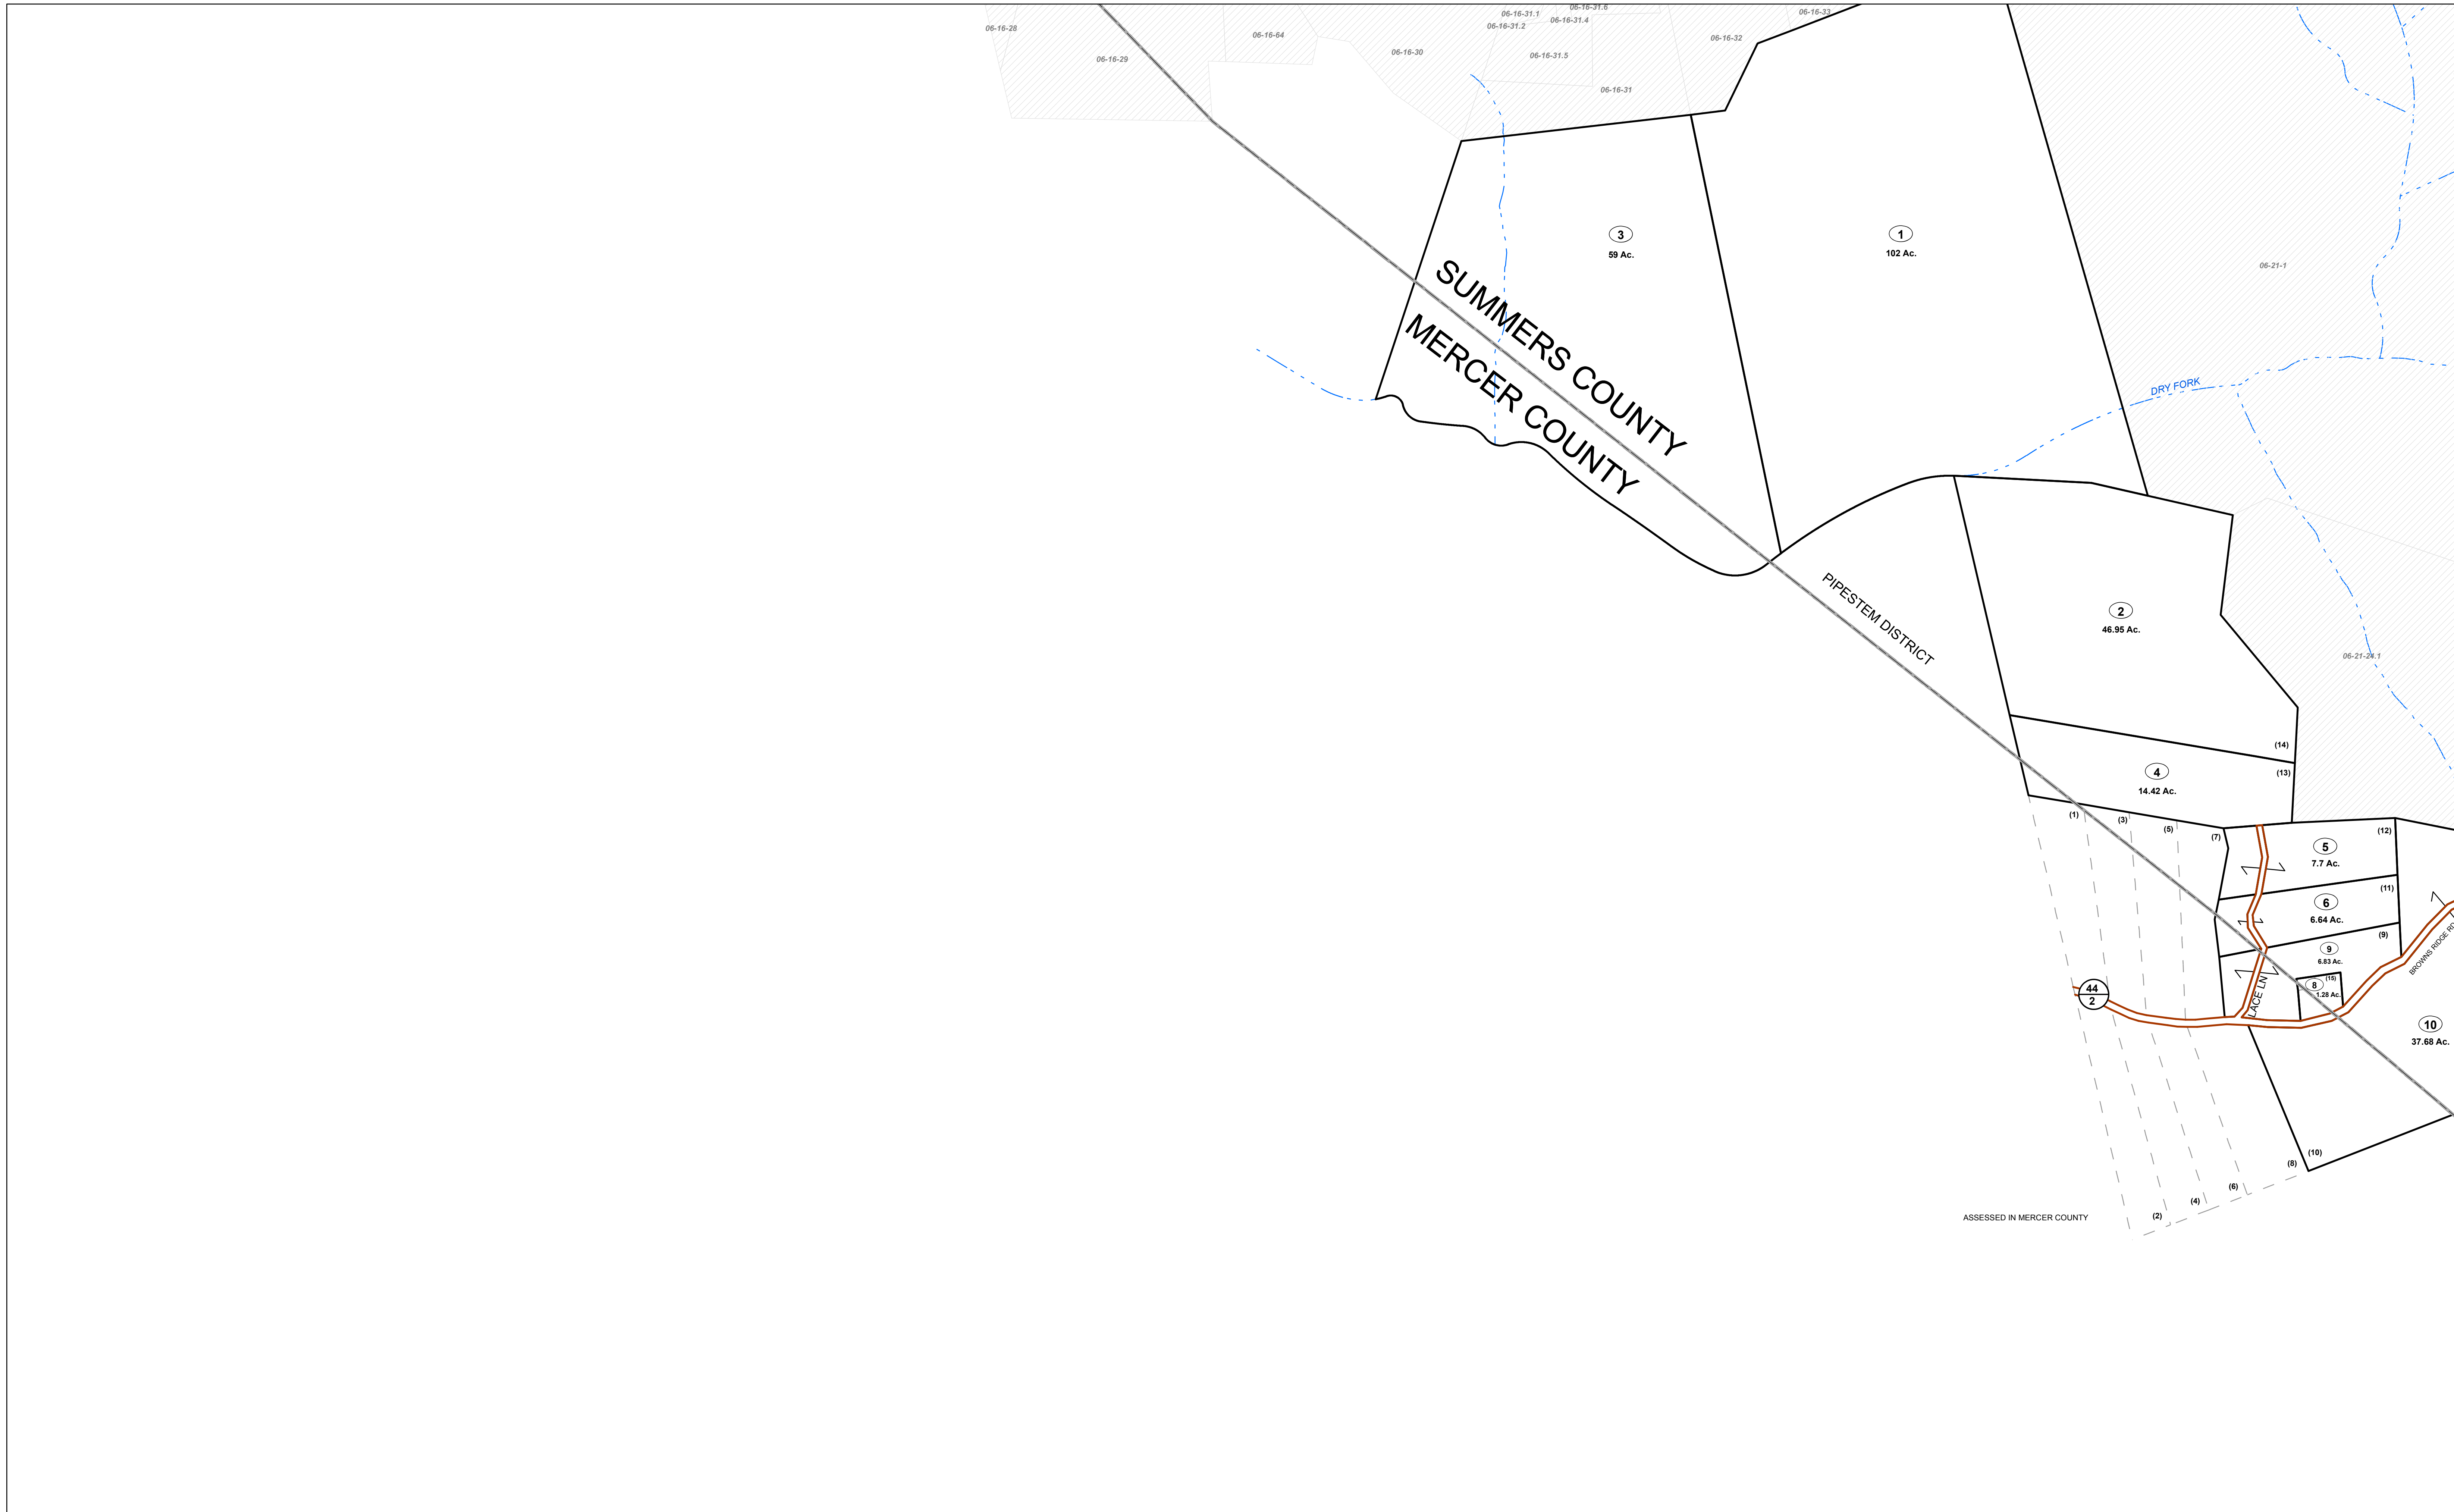 06-16-28
06-16-29
06-16-64
06-16-30
06-16-31.1
06-16-31.2
06-16-31.4
06-16-31.6
06-16-31.5
06-16-31
06-16-32
06-16-33
3
59 Ac.
1
102 Ac.
06-21-1
SUMMERS COUNTY
MERCER COUNTY
DRY FORK
PIPESTEM DISTRICT
2
46.95 Ac.
06-21-24.1
(14)
(13)
4
14.42 Ac.
(1)
(3)
(5)
(7)
(12)
5
7.7 Ac.
(11)
6
6.64 Ac.
(9)
9
6.83 Ac.
(15)
8
1.28 Ac.
LACE LN
BROWNS RIDGE RD
44
2
10
37.68 Ac.
(10)
(8)
(6)
(4)
(2)
ASSESSED IN MERCER COUNTY